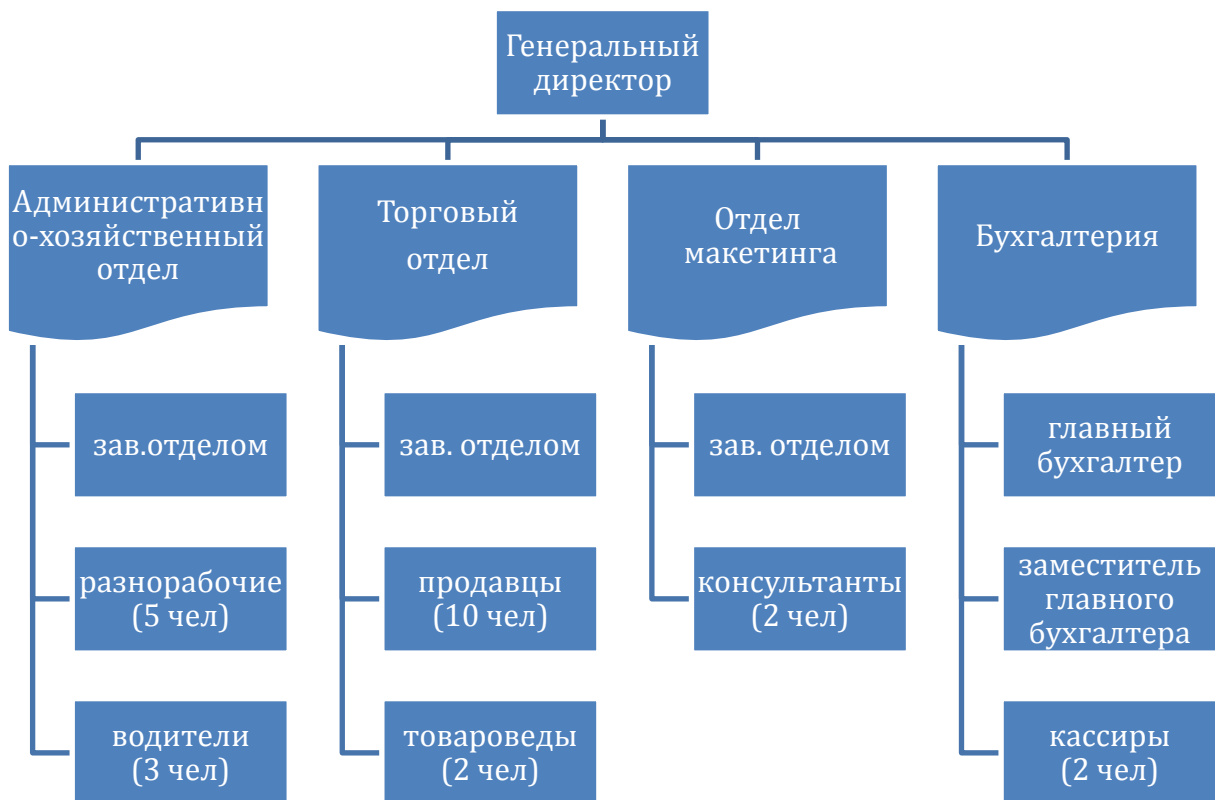 Генеральный
директор
Административн
о-хозяйственный
отдел
Торговый
отдел
Отдел
макетинга
Бухгалтерия
зав.отделом
зав. отделом
зав. отделом
главный
бухгалтер
разнорабочие
(5 чел)
продавцы
(10 чел)
консультанты
(2 чел)
заместитель
главного
бухгалтера
водители
(3 чел)
товароведы
(2 чел)
кассиры
(2 чел)